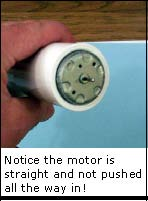 Notice the motor is
straight and not pushed
all the way in!